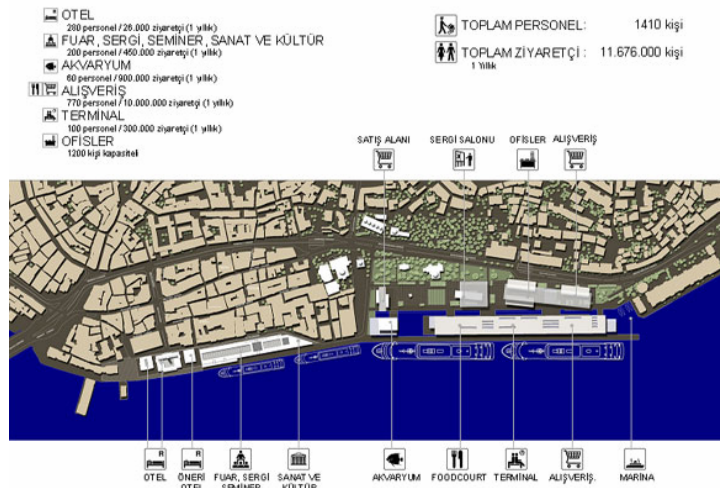 OTEL
280 personel / 26.000 ziyaretçi (1 yıllık)
FUAR, SERGİ, SEMİNER, SANAT VE KÜLTÜR
200 personel / 450.000 ziyaretçi (1 yıllık)
AKVARYUM
60 personel / 900.000 ziyaretçi (1 yıllık)
ALIŞVERİŞ
770 personel / 10.000.000 ziyaretçi (1 yıllık)
TERMİNAL
100 personel / 300.000 ziyaretçi (1 yıllık)
OFİSLER
1200 kişi kapasiteli
TOPLAM PERSONEL: 1410 kişi
TOPLAM ZİYARETÇİ : 11.676.000 kişi
1 Yıllık
SATIŞ ALANI
SERGİ SALONU
OFİSLER
ALIŞVERİŞ
R
R
OTEL
ÖNERİ OTEL
FUAR, SERGİ SEMİNER
SANAT VE KÜLTÜR
AKVARYUM
FOODCOURT
TERMİNAL
ALIŞVERİŞ.
MARİNA